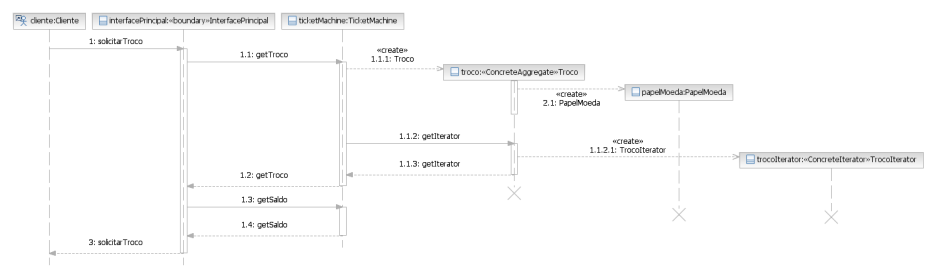 cliente:Cliente
interfacePrincipal:«boundary»InterfacePrincipal
ticketMachine:TicketMachine
1: solicitarTroco
1.1: getTroco
«create»
1.1.1: Troco
troco:«ConcreteAggregate»Troco
«create»
2.1: PapelMoeda
papelMoeda:PapelMoeda
1.1.2: getIterator
«create»
1.1.2.1: TrocoIterator
trocoIterator:«ConcreteIterator»TrocoIterator
1.1.3: getIterator
1.2: getTroco
1.3: getSaldo
1.4: getSaldo
3: solicitarTroco